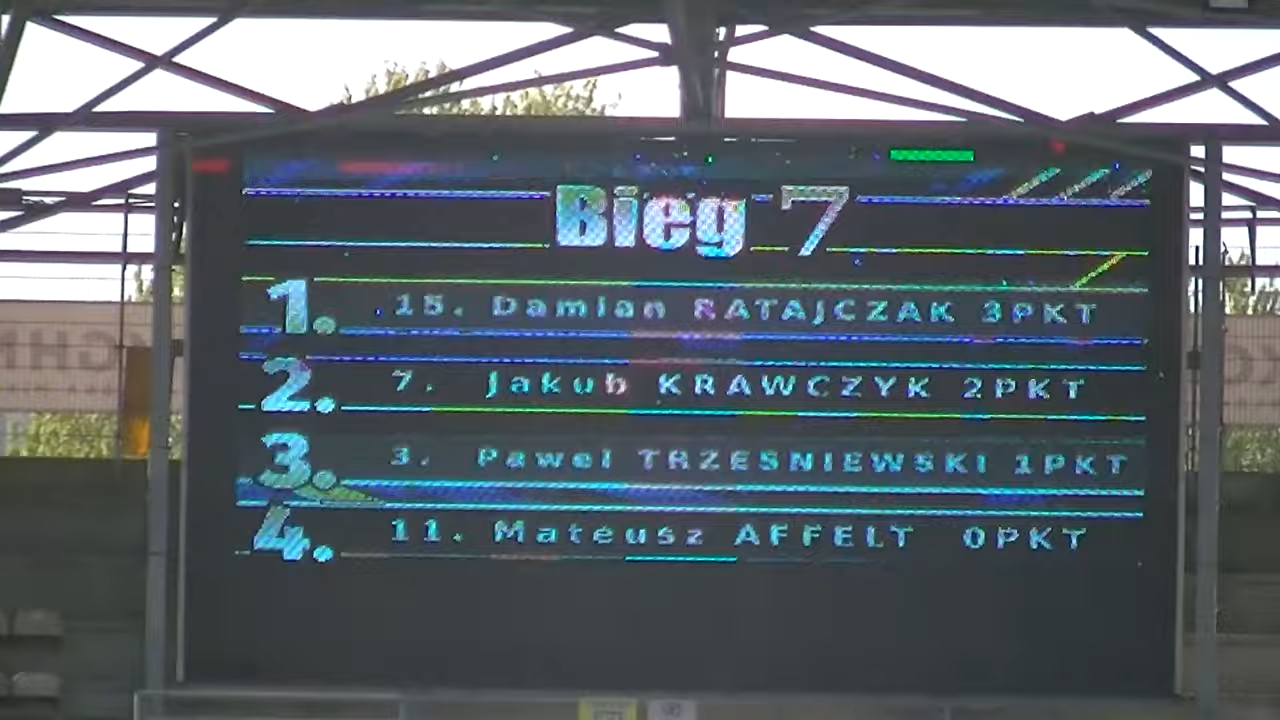 Bieg 7
1. 15. Damian RATAJCZAK 3PKT
2. 7. Jakub KRAWCZYK 2PKT
3. 3. Pawel TRZESNIEWSKI 1PKT
4. 11. Mateusz AFFELT 0PKT